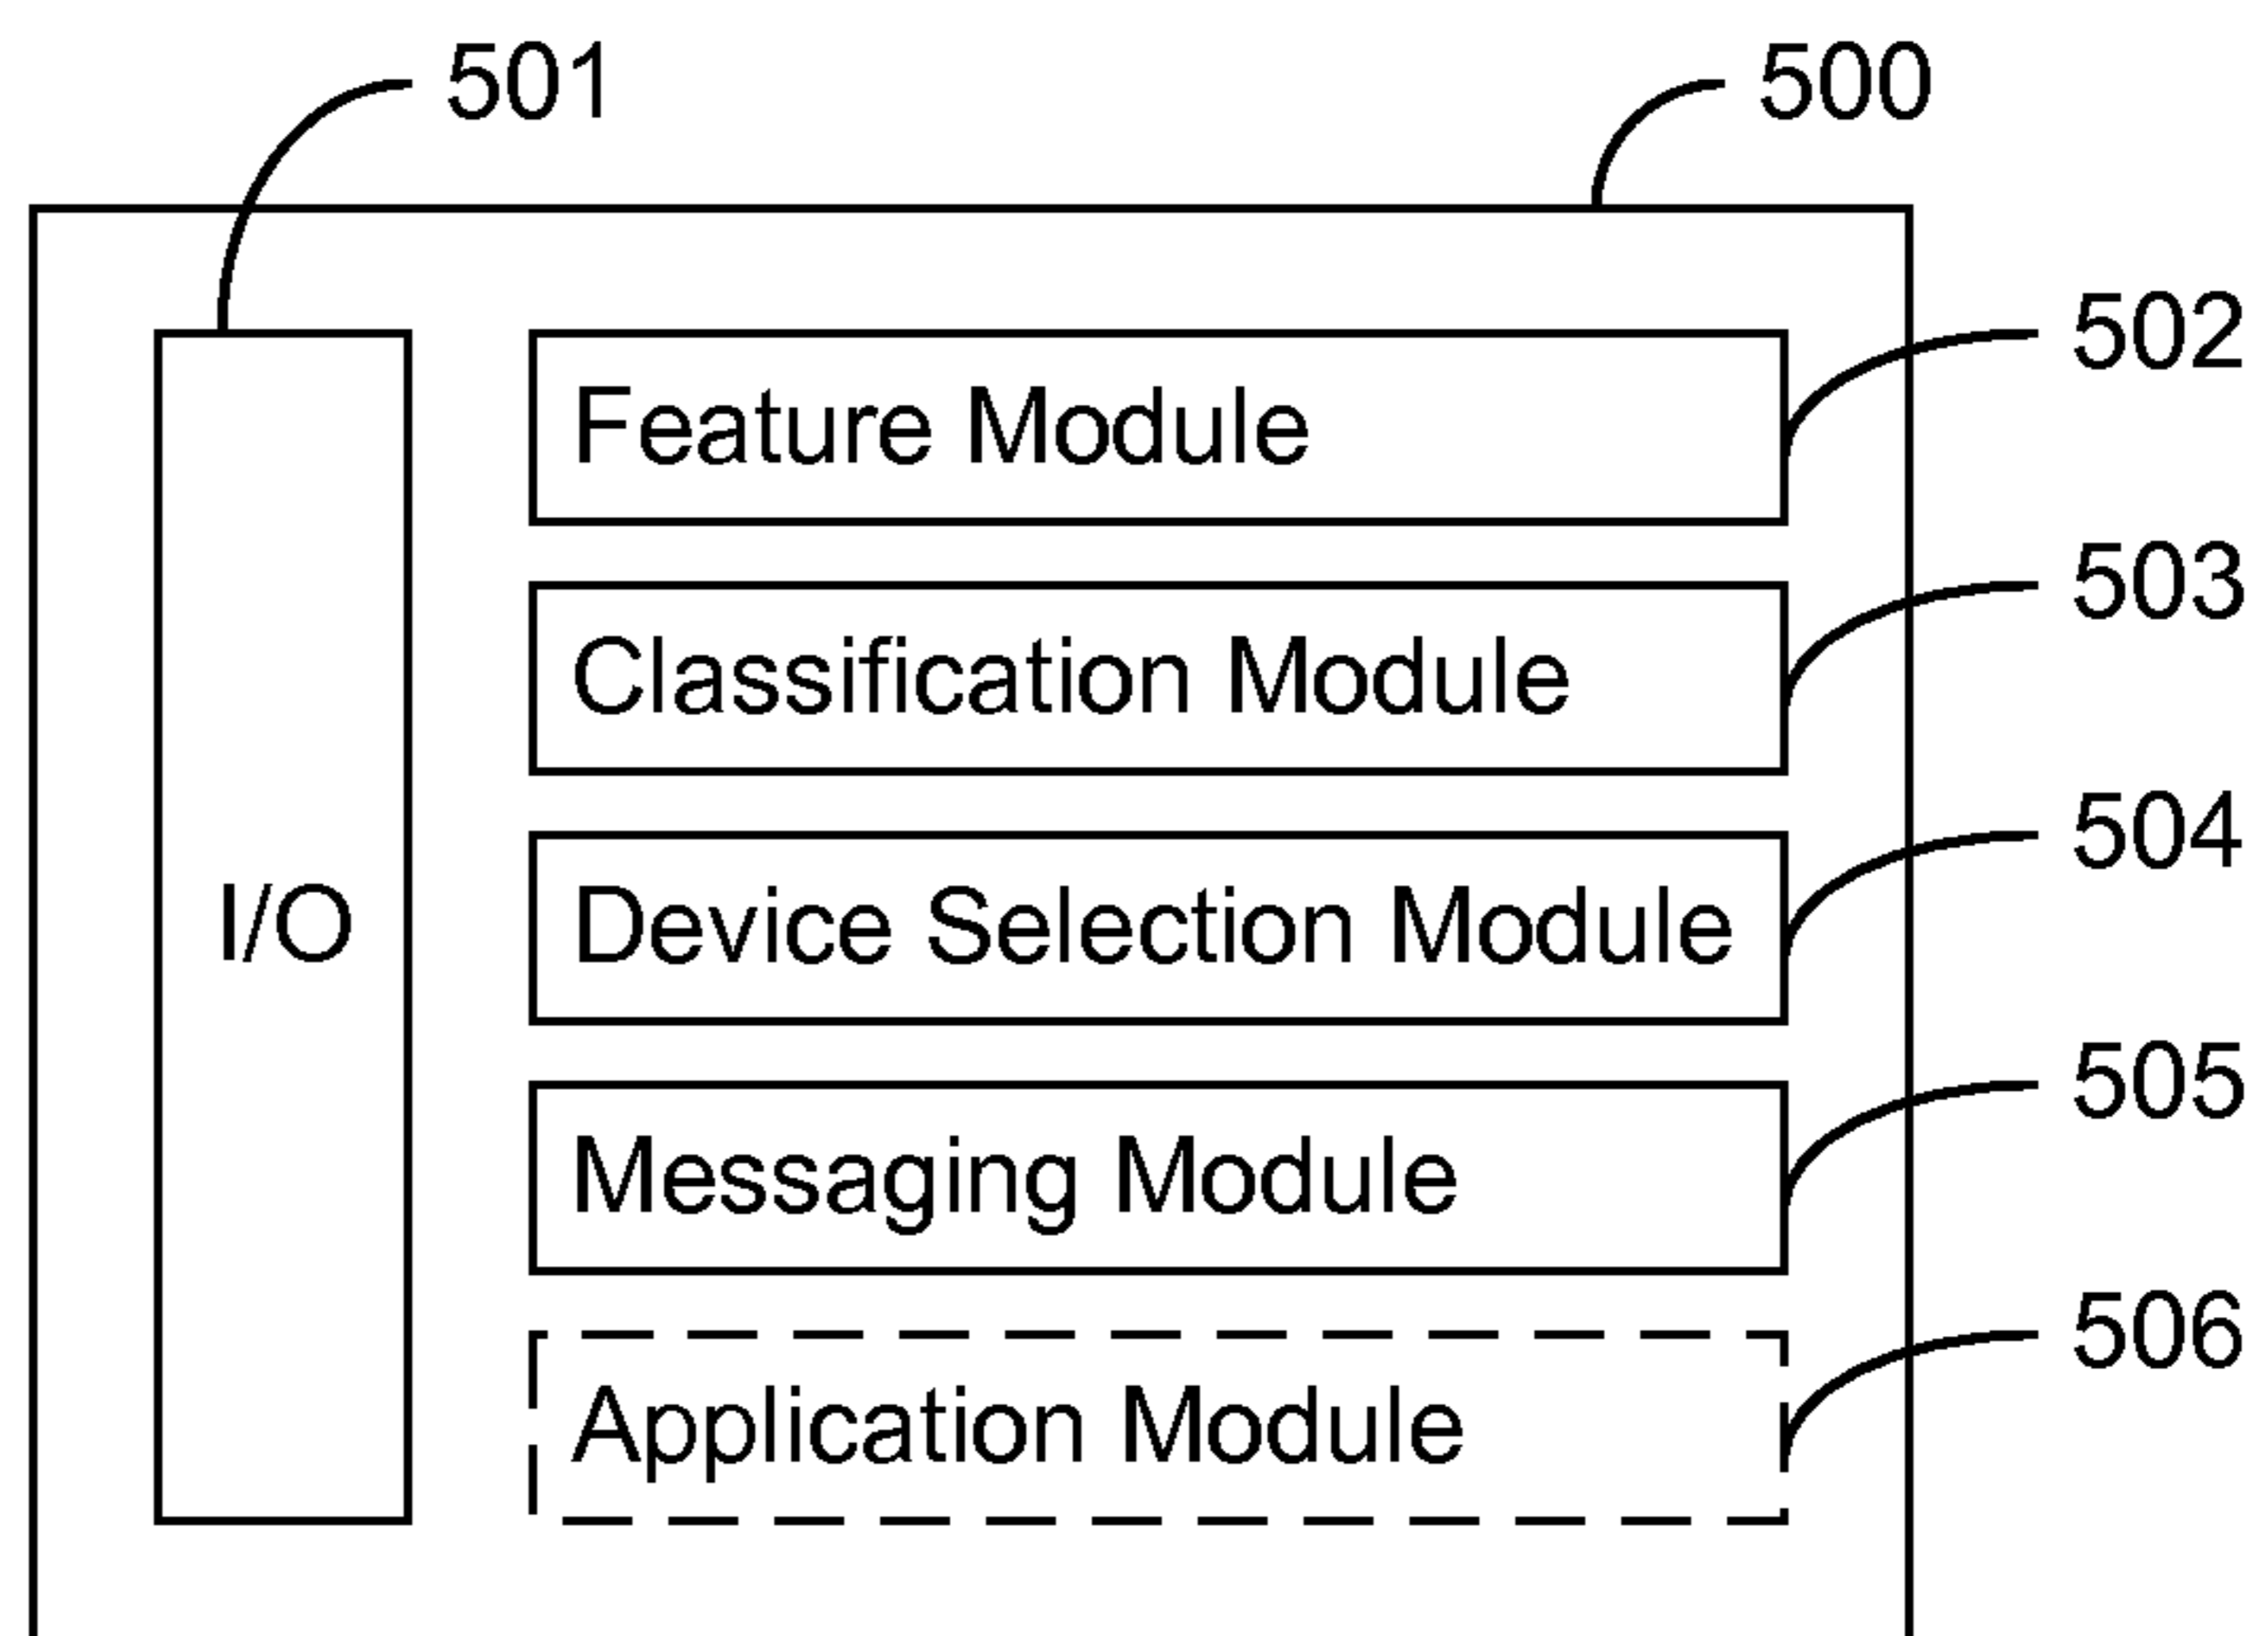 501
500
502
Feature Module
503
Classification Module
504
I/O
Device Selection Module
505
Messaging Module
506
Application Module